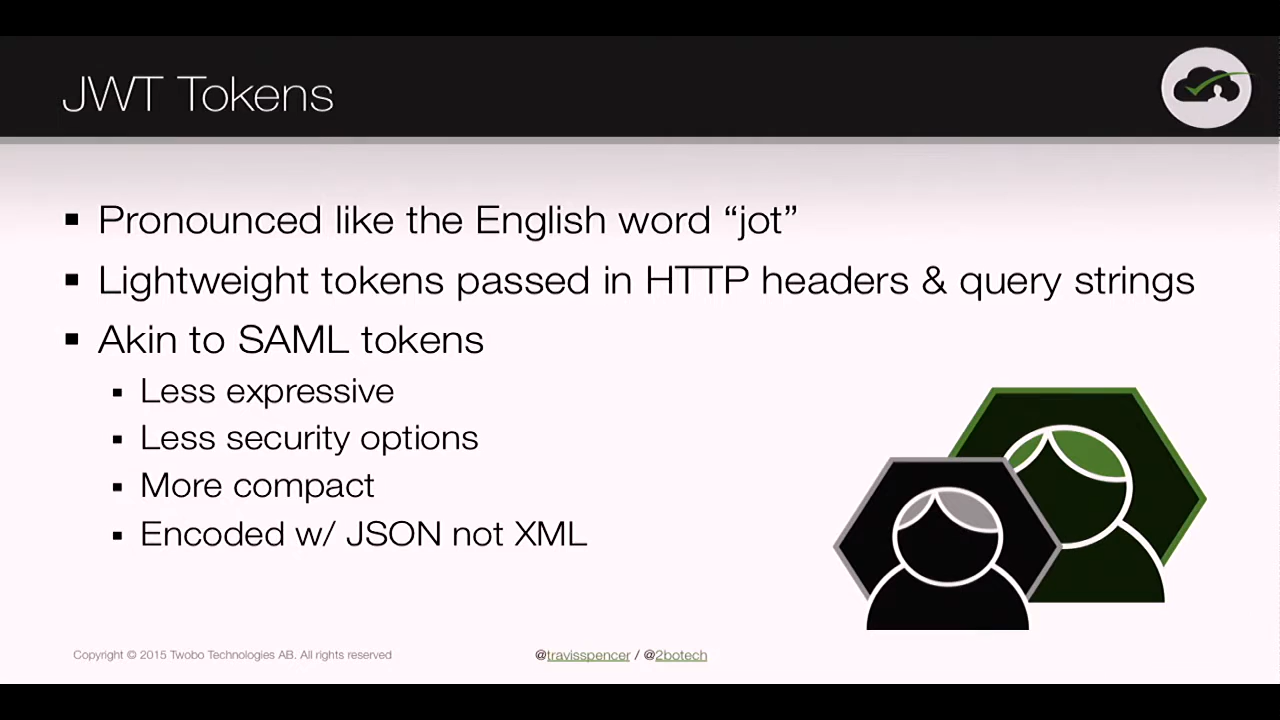 JWT Tokens
Pronounced like the English word “jot”
Lightweight tokens passed in HTTP headers & query strings
Akin to SAML tokens
Less expressive
Less security options
More compact
Encoded w/ JSON not XML
Copyright © 2015 Twobo Technologies AB. All rights reserved
@travisspencer / @2botech